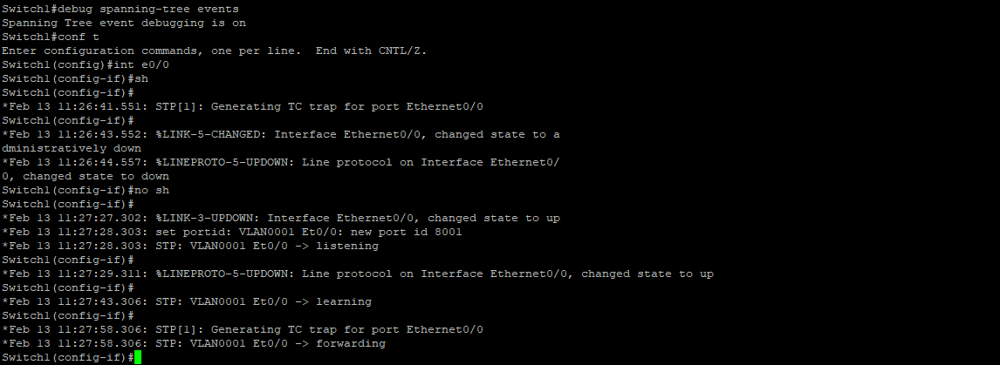 Switch1#debug spanning-tree events
Spanning Tree event debugging is on
Switch1#conf t
Enter configuration commands, one per line.  End with CNTL/Z.
Switch1(config)#int e0/0
Switch1(config-if)#sh
Switch1(config-if)#
*Feb 13 11:26:41.551: STP[1]: Generating TC trap for port Ethernet0/0
Switch1(config-if)#
*Feb 13 11:26:43.552: %LINK-5-CHANGED: Interface Ethernet0/0, changed state to a
dministratively down
*Feb 13 11:26:44.557: %LINEPROTO-5-UPDOWN: Line protocol on Interface Ethernet0/
0, changed state to down
Switch1(config-if)#no sh
Switch1(config-if)#
*Feb 13 11:27:27.302: %LINK-3-UPDOWN: Interface Ethernet0/0, changed state to up
*Feb 13 11:27:28.303: set portid: VLAN0001 Et0/0: new port id 8001
*Feb 13 11:27:28.303: STP: VLAN0001 Et0/0 -> listening
Switch1(config-if)#
*Feb 13 11:27:29.311: %LINEPROTO-5-UPDOWN: Line protocol on Interface Ethernet0/0, changed state to up
Switch1(config-if)#
*Feb 13 11:27:43.306: STP: VLAN0001 Et0/0 -> learning
Switch1(config-if)#
*Feb 13 11:27:58.306: STP[1]: Generating TC trap for port Ethernet0/0
*Feb 13 11:27:58.306: STP: VLAN0001 Et0/0 -> forwarding
Switch1(config-if)#